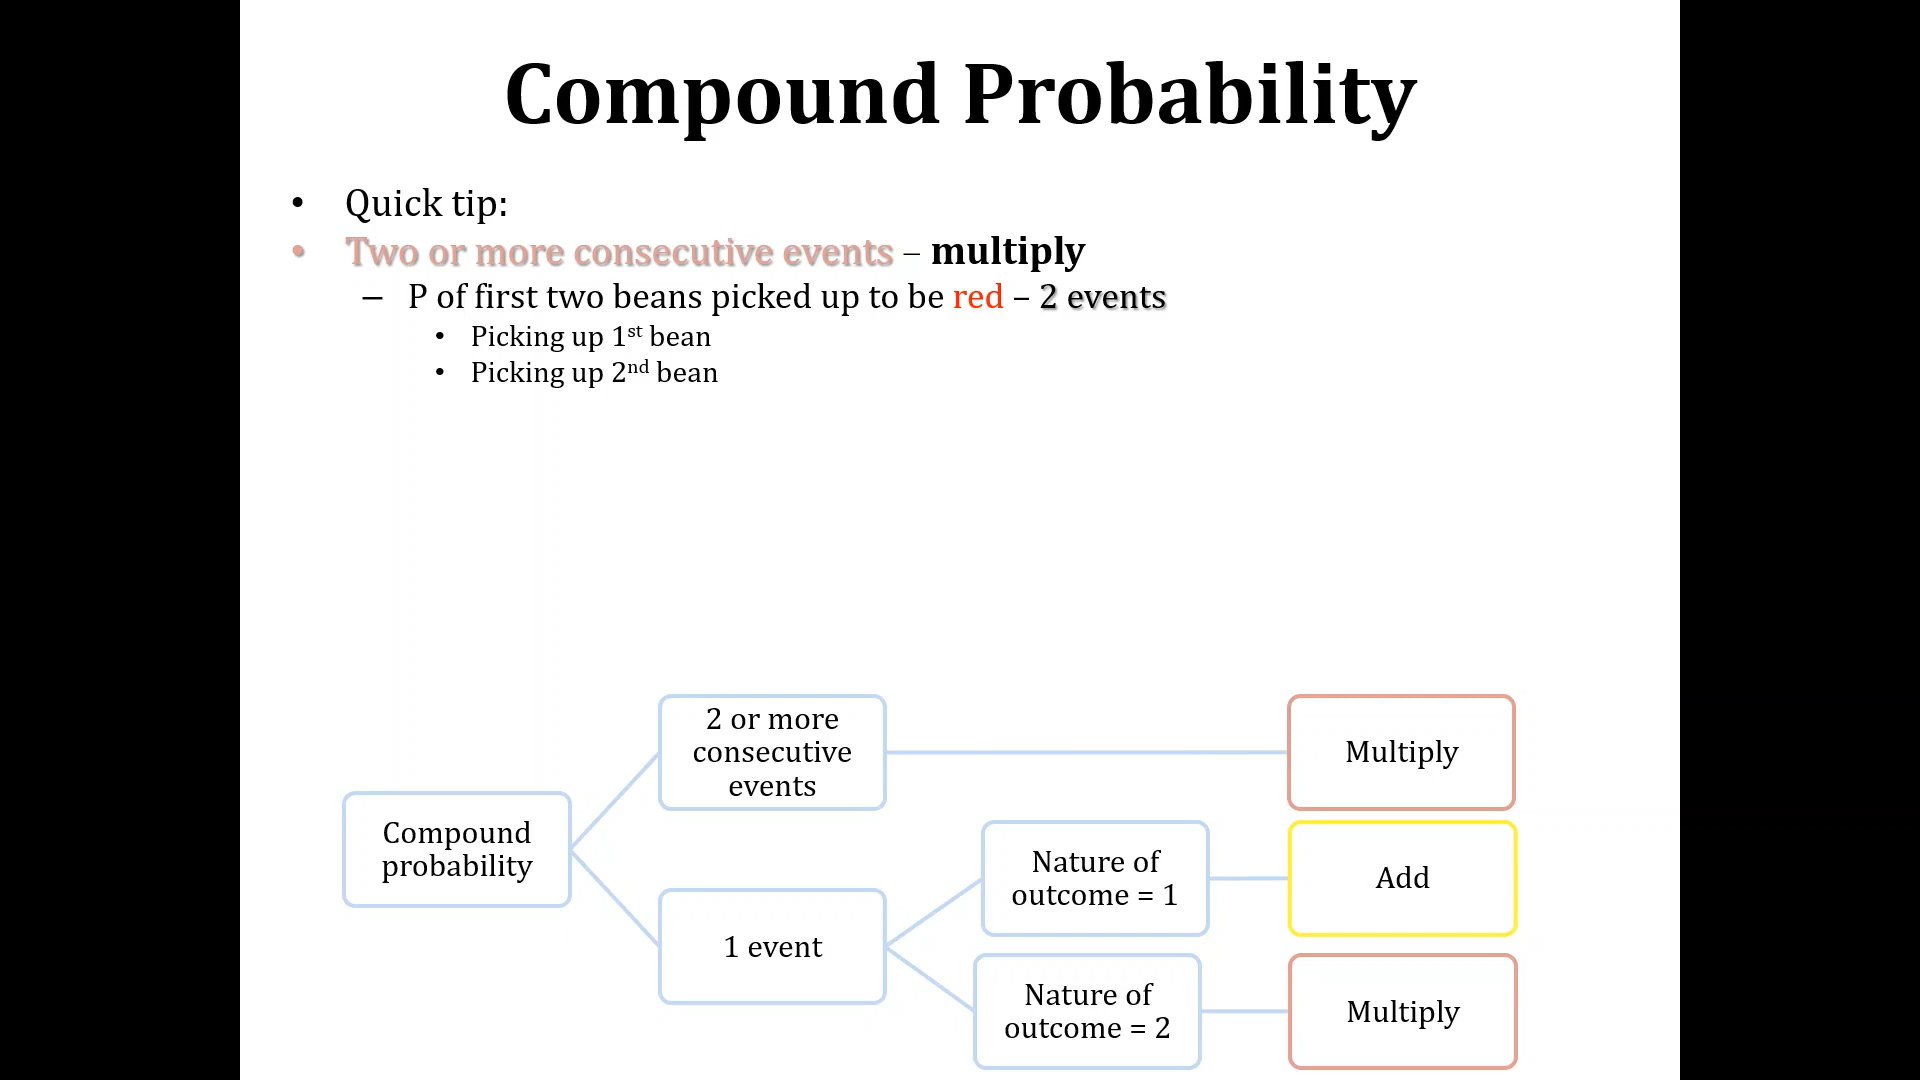 Compound Probability
• Quick tip:
• Two or more consecutive events – multiply
– P of first two beans picked up to be red – 2 events
• Picking up 1st bean
• Picking up 2nd bean
2 or more
consecutive
events
Multiply
Compound
probability
Nature of
outcome = 1
Add
1 event
Nature of
outcome = 2
Multiply